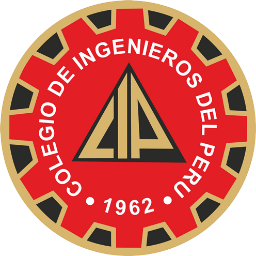 COLEGIO DE INGENIEROS DEL PERU
CIP
• 1962 •